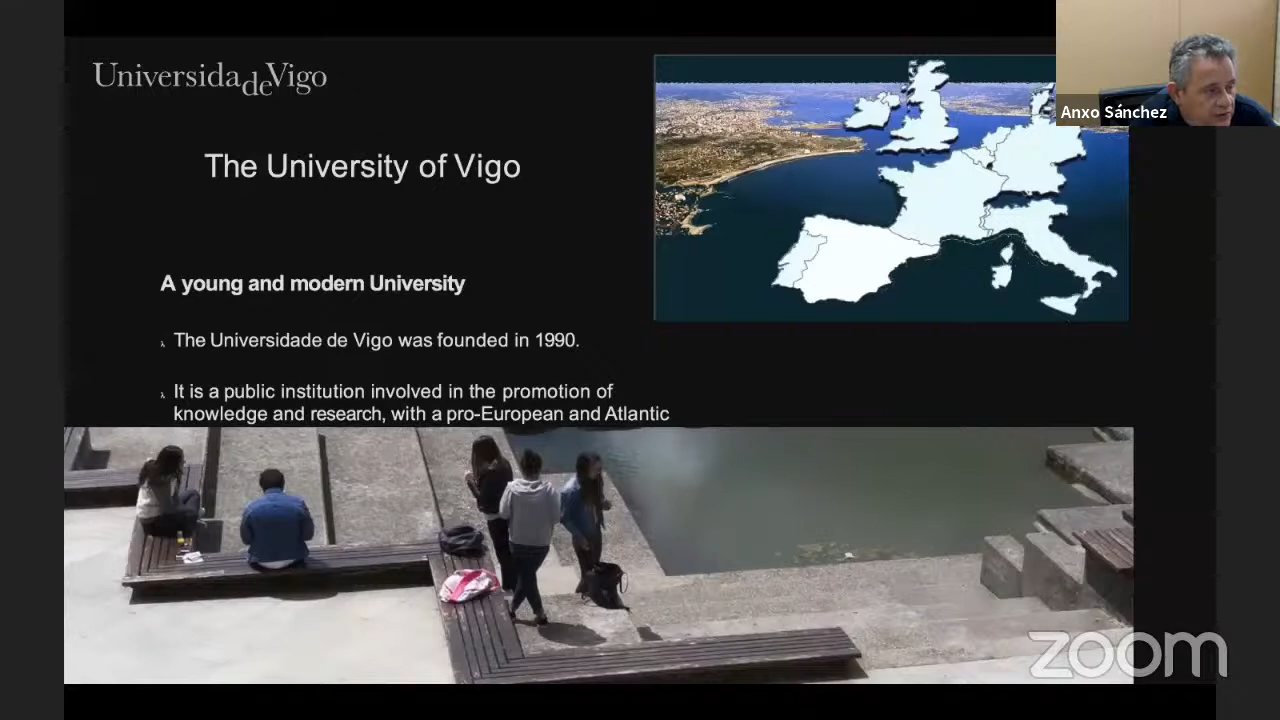 Universidade Vigo
Anxo Sánchez
The University of Vigo
A young and modern University
The Universidade de Vigo was founded in 1990.
It is a public institution involved in the promotion of
knowledge and research, with a pro-European and Atlantic
zoom